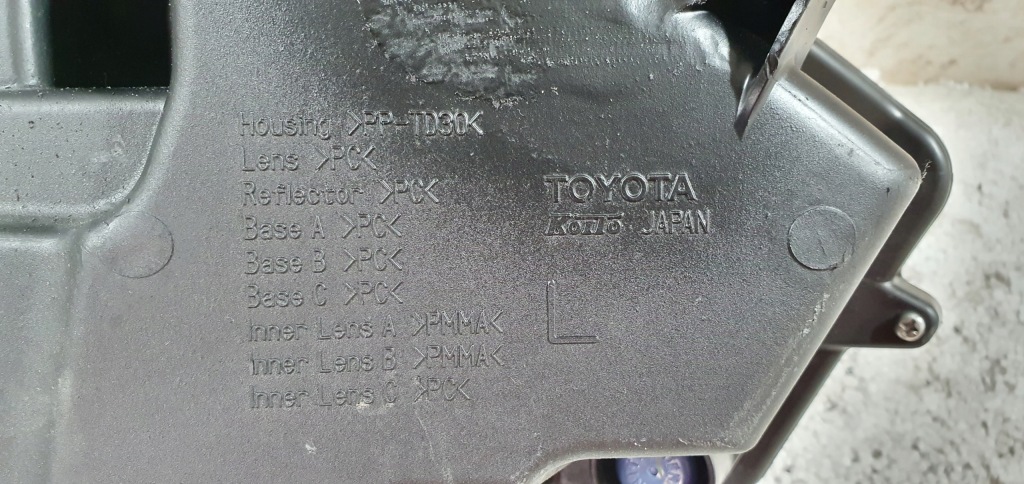 Housing >PP-TD30<
Lens >PC<
Reflector >PC<
Base A >PC<
Base B >PC<
Base C >PC<
Inner Lens A >PMMA<
Inner Lens B >PMMA<
Inner Lens C >PC<
TOYOTA
KOITO JAPAN
L